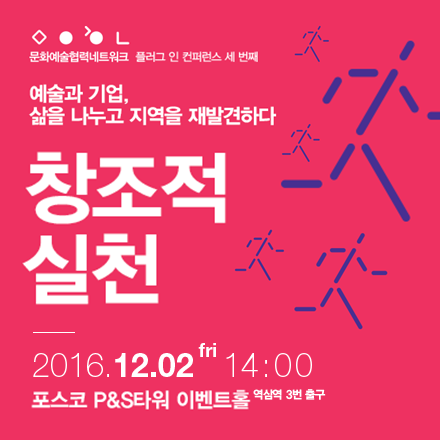 문화예술협력네트워크 플러그 인 컨퍼런스 세 번째
예술과 기업,
삶을 나누고 지역을 재발견하다
창조적
실천
2016.12.02 fri 14:00
포스코 P&S타워 이벤트홀 역삼역 3번 출구